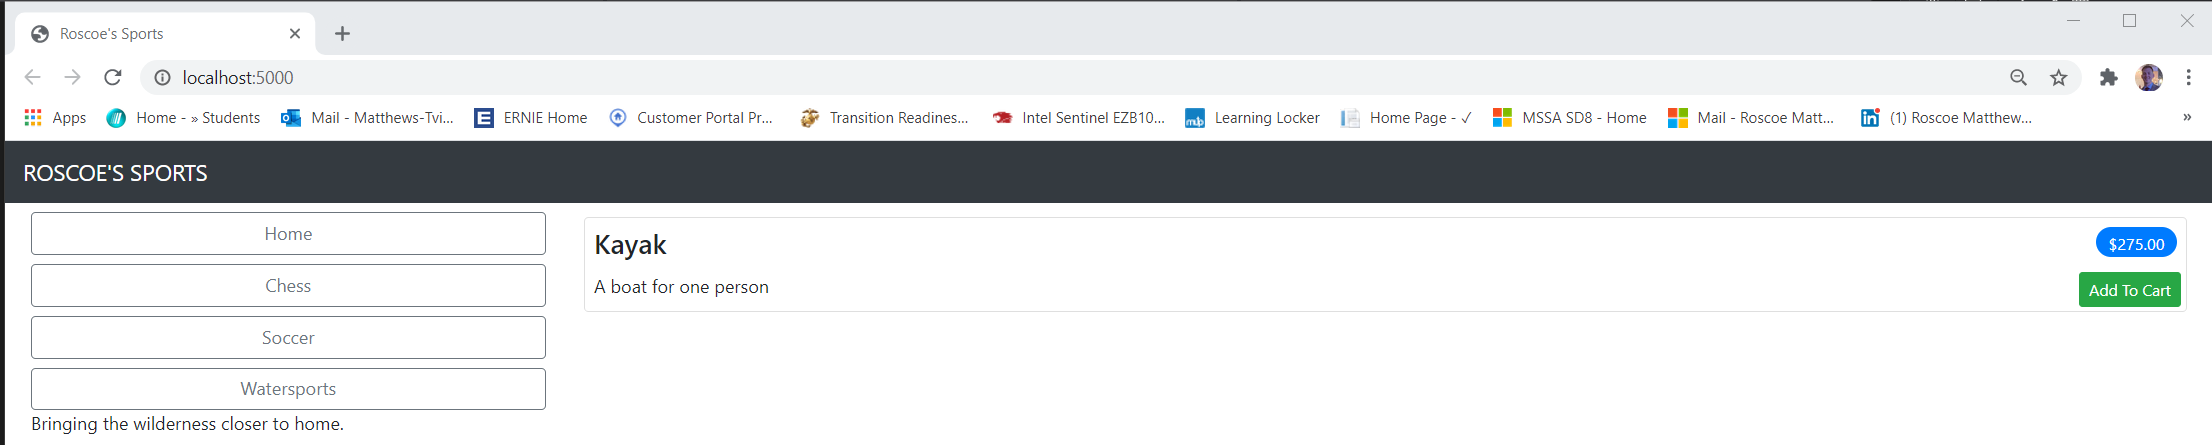 Roscoe's Sports
localhost:5000
Apps Home - » Students Mail - Matthews-Tvi... ERNIE Home Customer Portal Pr... Transition Readines... Intel Sentinel EZB10... Learning Locker Home Page - ✓ MSSA SD8 - Home Mail - Roscoe Matt... (1) Roscoe Matthew... »
ROSCOE'S SPORTS
Home
Chess
Soccer
Watersports
Bringing the wilderness closer to home.
Kayak
$275.00
A boat for one person
Add To Cart